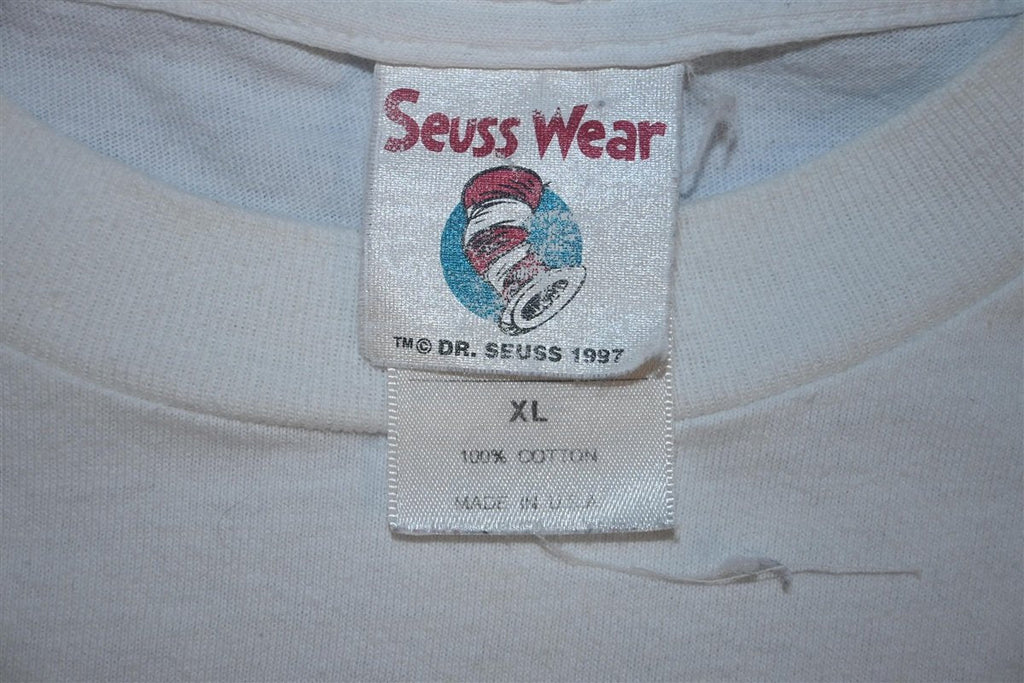 Seuss Wear
™© DR. SEUSS 1997
XL
100% COTTON
MADE IN U.S.A